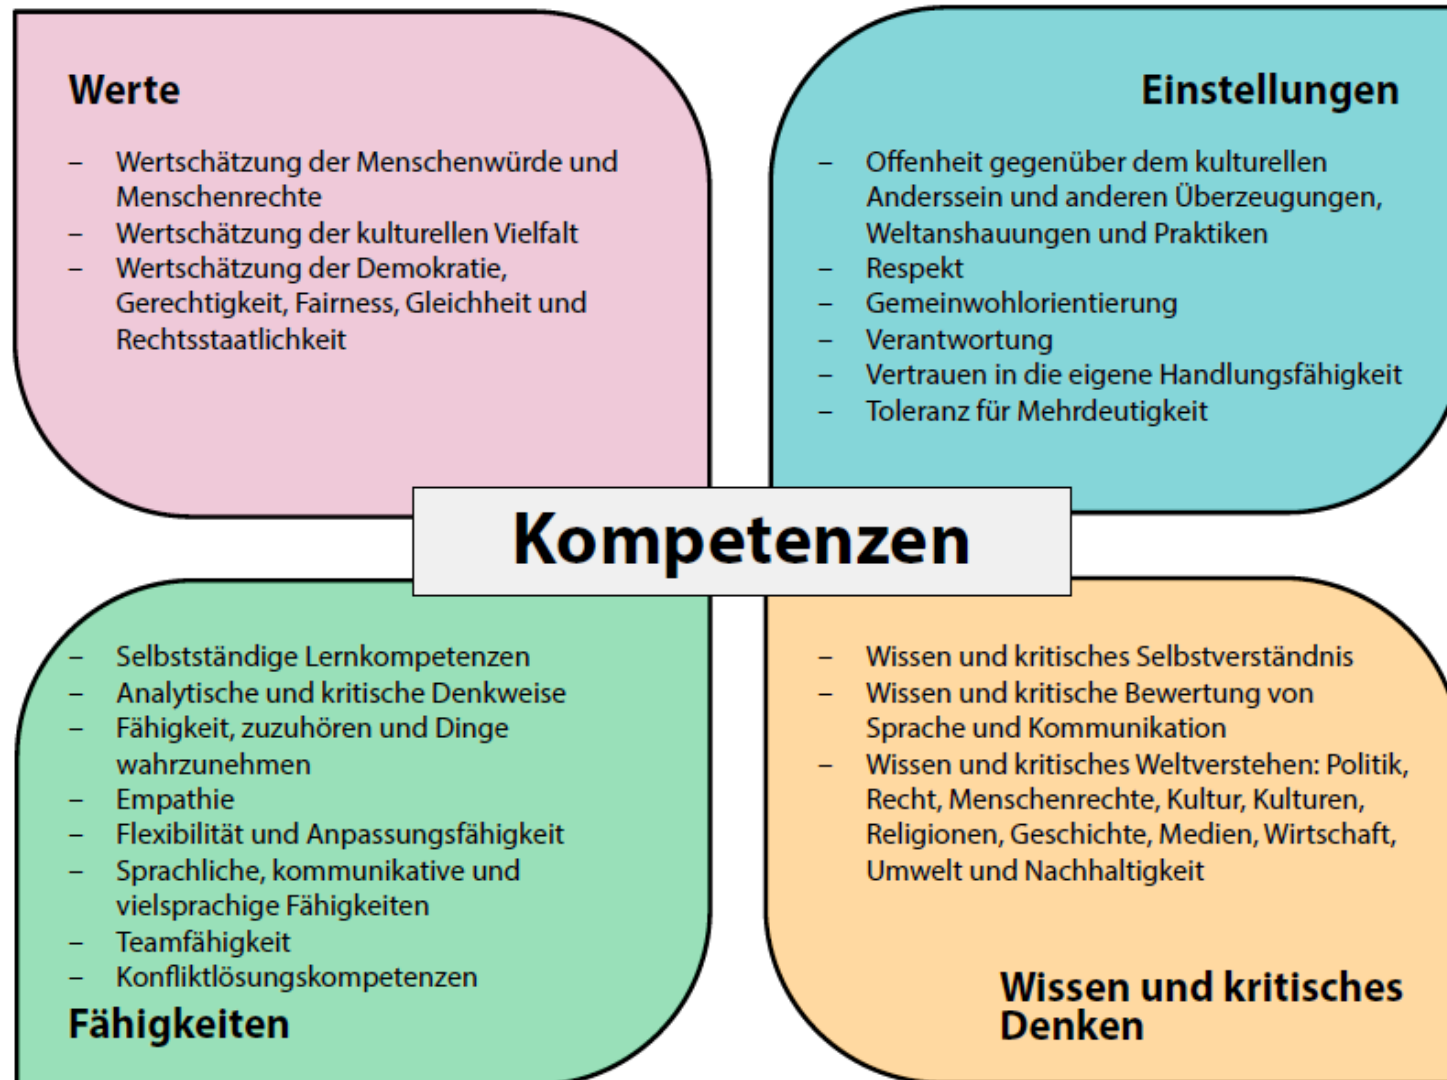 Werte
– Wertschätzung der Menschenwürde und
Menschenrechte
– Wertschätzung der kulturellen Vielfalt
– Wertschätzung der Demokratie,
Gerechtigkeit, Fairness, Gleichheit und
Rechtsstaatlichkeit
Einstellungen
– Offenheit gegenüber dem kulturellen
Anderssein und anderen Überzeugungen,
Weltanshauungen und Praktiken
– Respekt
– Gemeinwohlorientierung
– Verantwortung
– Vertrauen in die eigene Handlungsfähigkeit
– Toleranz für Mehrdeutigkeit
Kompetenzen
– Selbstständige Lernkompetenzen
– Analytische und kritische Denkweise
– Fähigkeit, zuzuhören und Dinge
wahrzunehmen
– Empathie
– Flexibilität und Anpassungsfähigkeit
– Sprachliche, kommunikative und
vielsprachige Fähigkeiten
– Teamfähigkeit
– Konfliktlösungskompetenzen
Fähigkeiten
– Wissen und kritisches Selbstverständnis
– Wissen und kritische Bewertung von
Sprache und Kommunikation
– Wissen und kritisches Weltverstehen: Politik,
Recht, Menschenrechte, Kultur, Kulturen,
Religionen, Geschichte, Medien, Wirtschaft,
Umwelt und Nachhaltigkeit
Wissen und kritisches
Denken